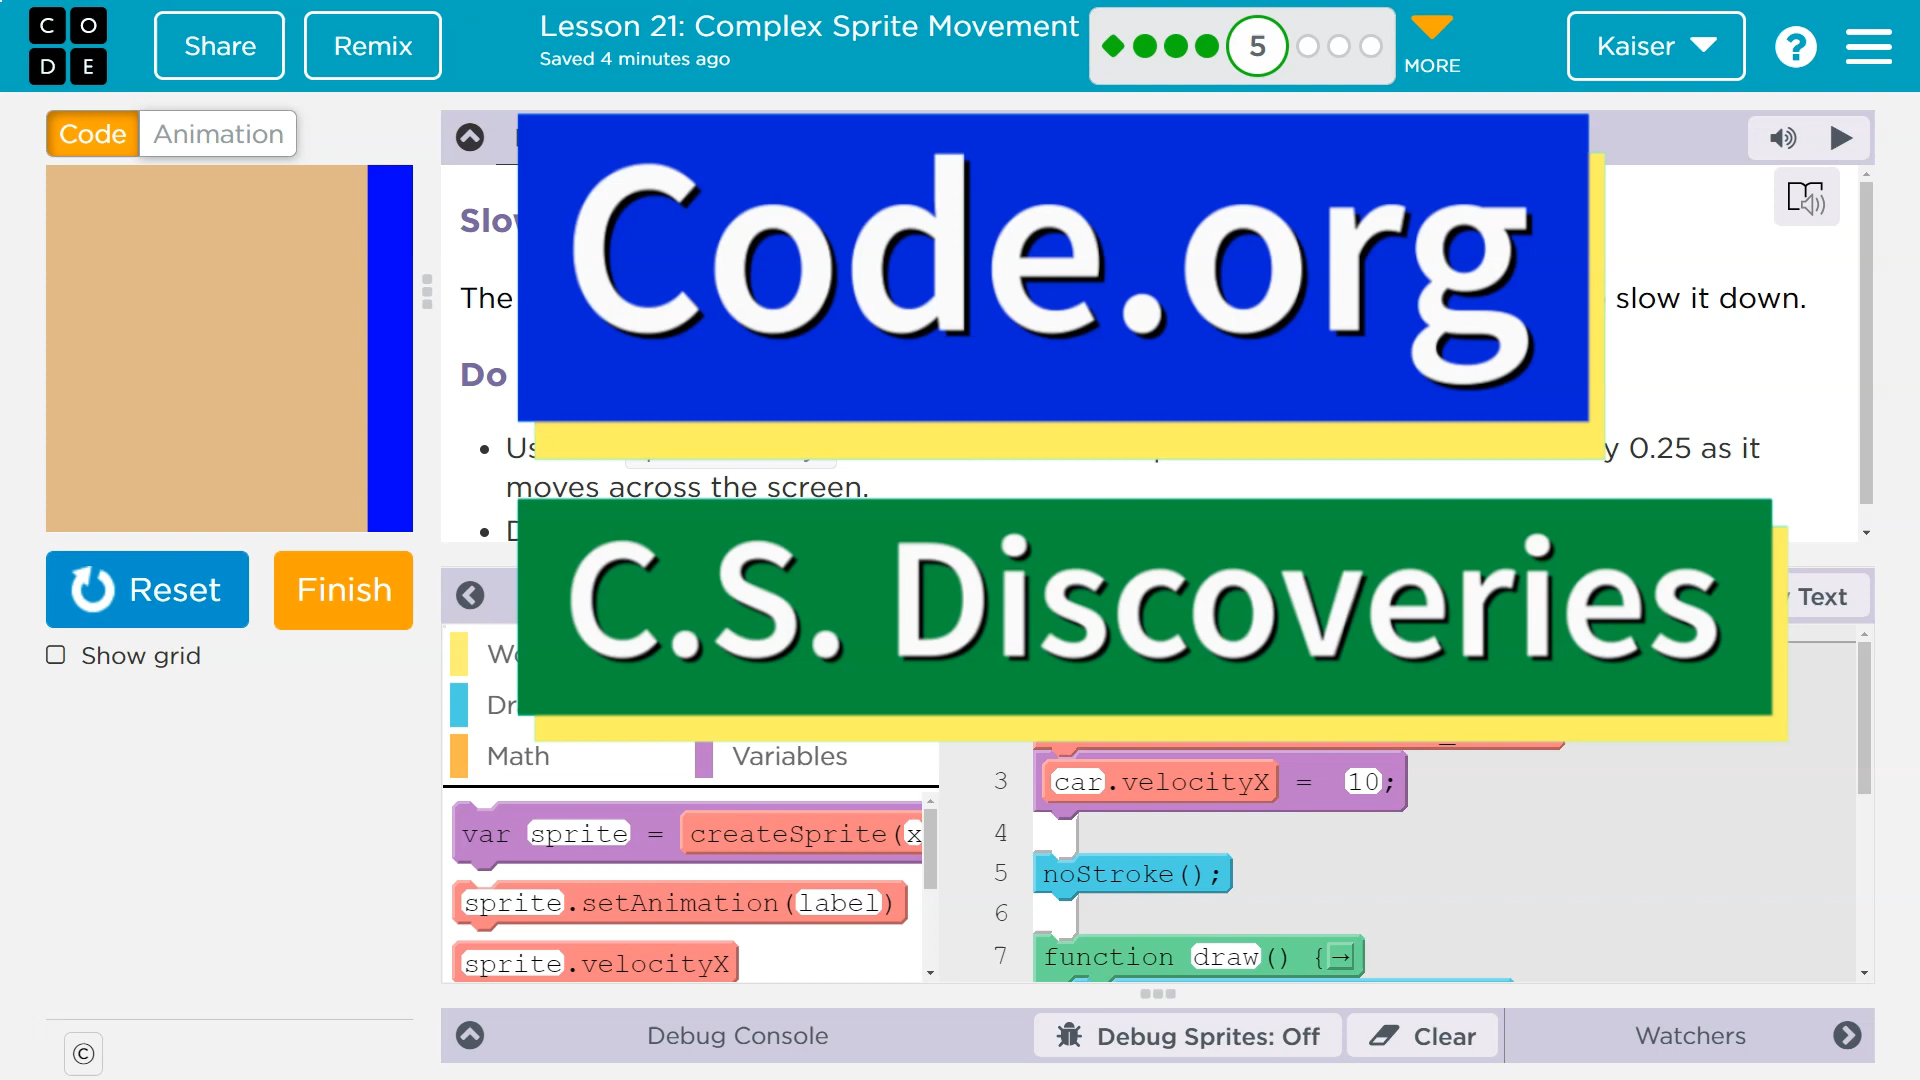 C O
D E
Share
Remix
Lesson 21: Complex Sprite Movement
Saved 4 minutes ago
5
MORE
Kaiser
?
Code
Animation
Code.org
The
slow it down.
Do
y 0.25 as it
moves across the screen.
C.S. Discoveries
Reset
Finish
Show grid
Text
Math
Variables
var sprite = createSprite(x
sprite.setAnimation(label)
sprite.velocityX
3 car.velocityX = 10;
4
5 noStroke();
6
7 function draw() {→
Debug Console
Debug Sprites: Off
Clear
Watchers
©